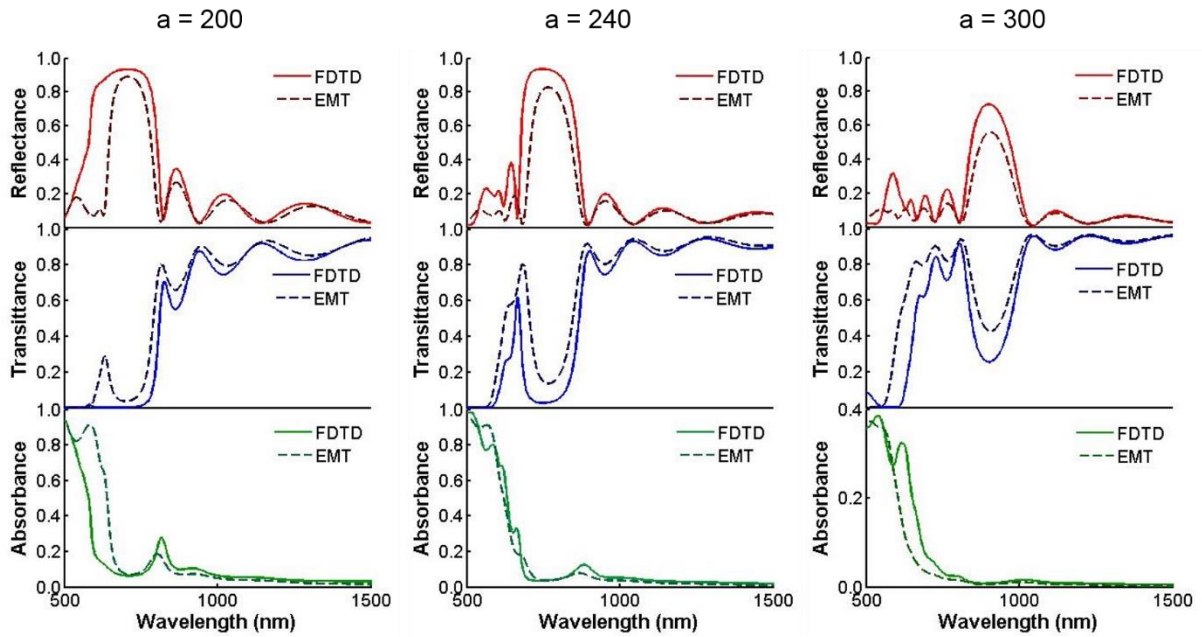 a = 200
a = 240
a = 300
1.0
0.8
0.6
0.4
0.2
Reflectance
FDTD
EMT
1.0
0.8
0.6
0.4
0.2
Transittance
FDTD
EMT
1.0
0.8
0.6
0.4
0.2
0.0
Absorbance
FDTD
EMT
500 1000 1500
Wavelength (nm)
1.0
0.8
0.6
0.4
0.2
Reflectance
FDTD
EMT
1.0
0.8
0.6
0.4
0.2
Transittance
FDTD
EMT
1.0
0.8
0.6
0.4
0.2
0.0
Absorbance
FDTD
EMT
500 1000 1500
Wavelength (nm)
1.0
0.8
0.6
0.4
0.2
Reflectance
FDTD
EMT
1.0
0.8
0.6
0.4
0.2
Transittance
FDTD
EMT
0.4
0.2
0.0
Absorbance
FDTD
EMT
500 1000 1500
Wavelength (nm)